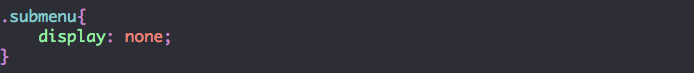 .submenu{
    display: none;
}